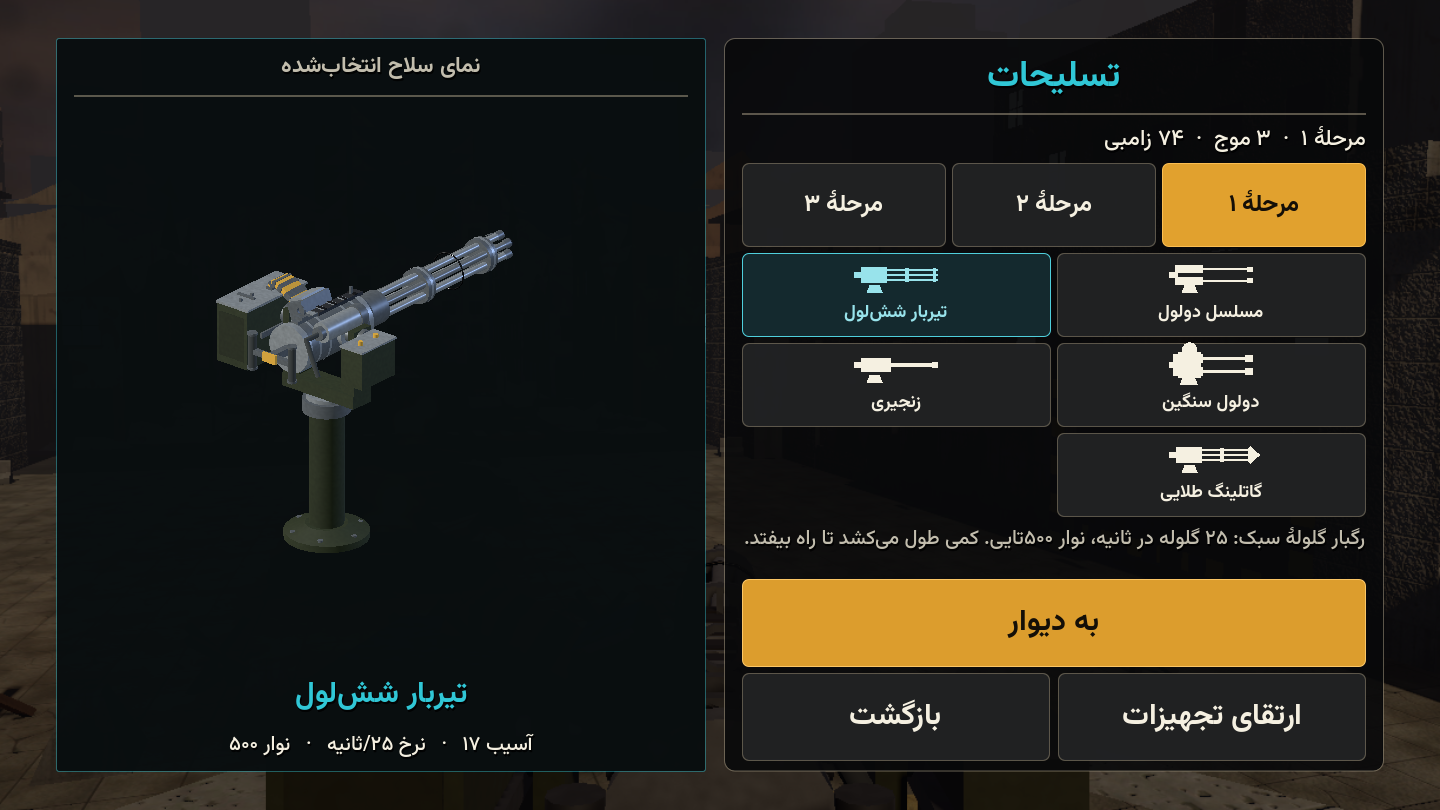 تسلیحات
مرحلهٔ ۱ · ۳ موج · ۷۴ زامبی
مرحلهٔ ۱
مرحلهٔ ۲
مرحلهٔ ۳
مسلسل دولول
تیربار شش‌لول
دولول سنگین
زنجیری
گاتلینگ طلایی
رگبار گلولهٔ سبک: ۲۵ گلوله در ثانیه، نوار ۵۰۰تایی. کمی طول می‌کشد تا راه بیفتد.
به دیوار
ارتقای تجهیزات
بازگشت
نمای سلاح انتخاب‌شده
تیربار شش‌لول
آسیب ۱۷ · نرخ ۲۵/ثانیه · نوار ۵۰۰